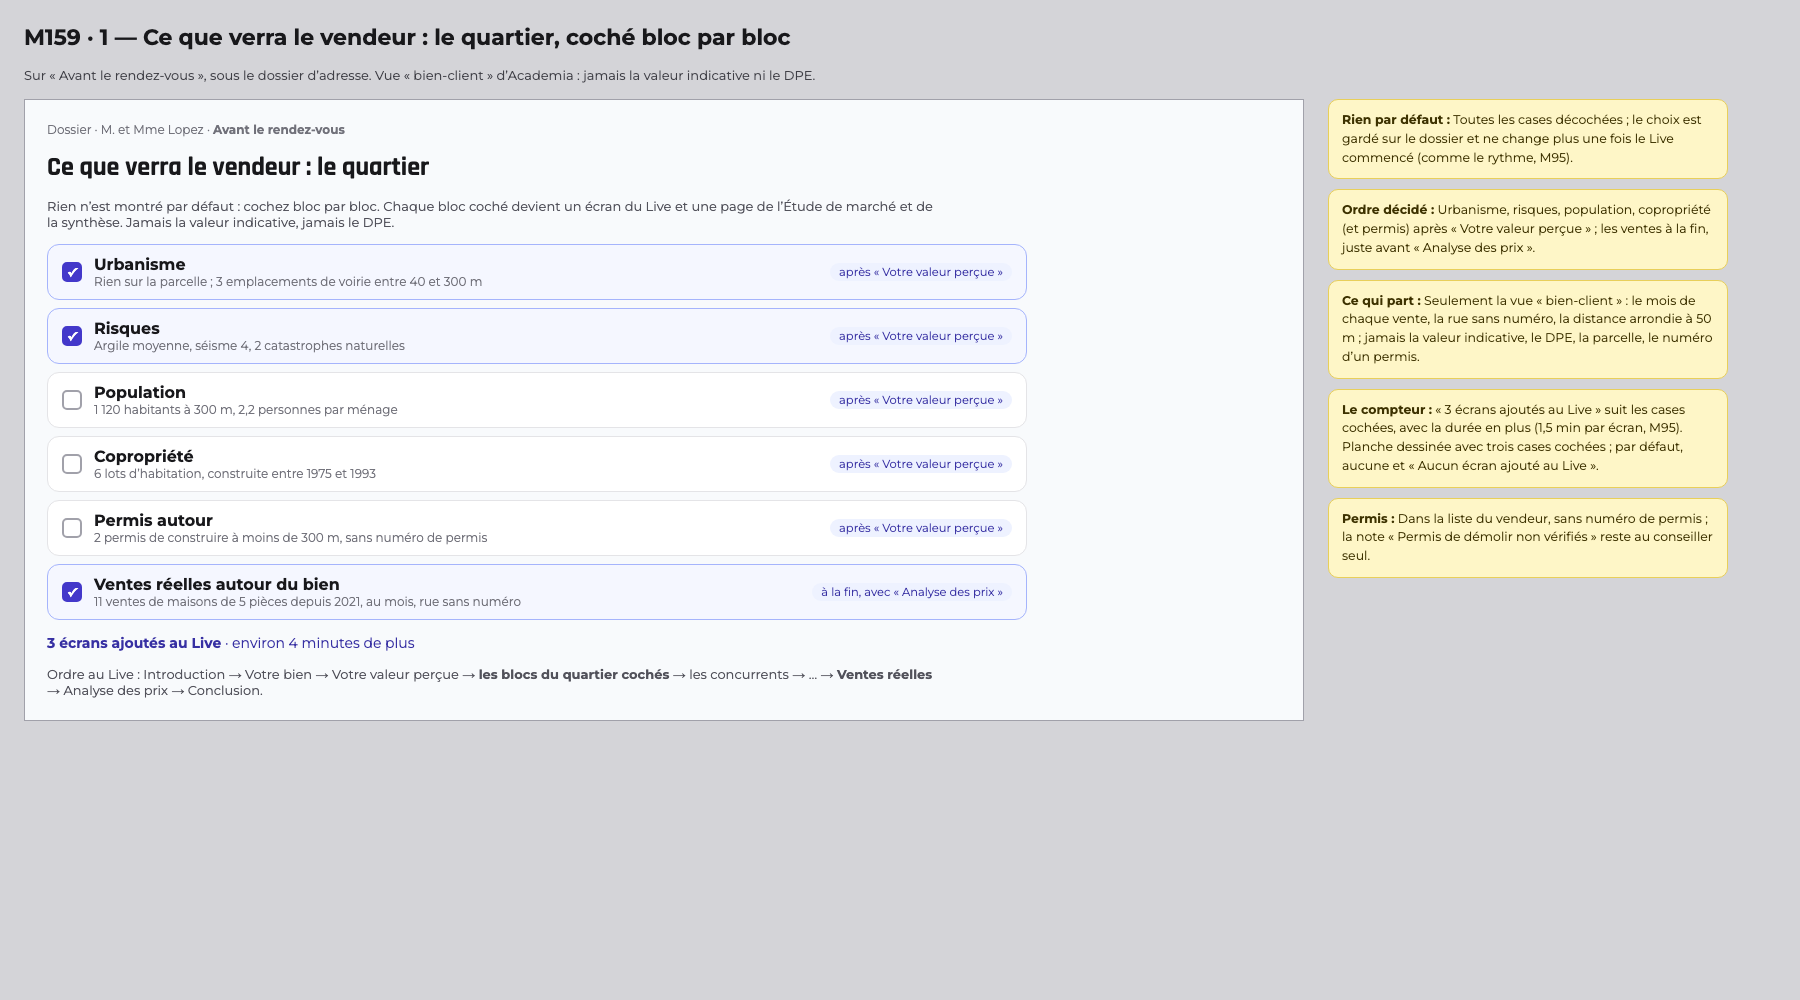 M159 · 1 — Ce que verra le vendeur : le quartier, coché bloc par bloc
Sur « Avant le rendez-vous », sous le dossier d’adresse. Vue « bien-client » d’Academia : jamais la valeur indicative ni le DPE.
Dossier · M. et Mme Lopez · Avant le rendez-vous
Ce que verra le vendeur : le quartier
Rien n’est montré par défaut : cochez bloc par bloc. Chaque bloc coché devient un écran du Live et une page de l’Étude de marché et de
la synthèse. Jamais la valeur indicative, jamais le DPE.
Urbanisme
Rien sur la parcelle ; 3 emplacements de voirie entre 40 et 300 m
après « Votre valeur perçue »
Risques
Argile moyenne, séisme 4, 2 catastrophes naturelles
après « Votre valeur perçue »
Population
1 120 habitants à 300 m, 2,2 personnes par ménage
après « Votre valeur perçue »
Copropriété
6 lots d’habitation, construite entre 1975 et 1993
après « Votre valeur perçue »
Permis autour
2 permis de construire à moins de 300 m, sans numéro de permis
après « Votre valeur perçue »
Ventes réelles autour du bien
11 ventes de maisons de 5 pièces depuis 2021, au mois, rue sans numéro
à la fin, avec « Analyse des prix »
3 écrans ajoutés au Live · environ 4 minutes de plus
Ordre au Live : Introduction → Votre bien → Votre valeur perçue → les blocs du quartier cochés → les concurrents → … → Ventes réelles
→ Analyse des prix → Conclusion.
Rien par défaut : Toutes les cases décochées ; le choix est
gardé sur le dossier et ne change plus une fois le Live
commencé (comme le rythme, M95).
Ordre décidé : Urbanisme, risques, population, copropriété
(et permis) après « Votre valeur perçue » ; les ventes à la fin,
juste avant « Analyse des prix ».
Ce qui part : Seulement la vue « bien-client » : le mois de
chaque vente, la rue sans numéro, la distance arrondie à 50
m ; jamais la valeur indicative, le DPE, la parcelle, le numéro
d’un permis.
Le compteur : « 3 écrans ajoutés au Live » suit les cases
cochées, avec la durée en plus (1,5 min par écran, M95).
Planche dessinée avec trois cases cochées ; par défaut,
aucune et « Aucun écran ajouté au Live ».
Permis : Dans la liste du vendeur, sans numéro de permis ;
la note « Permis de démolir non vérifiés » reste au conseiller
seul.